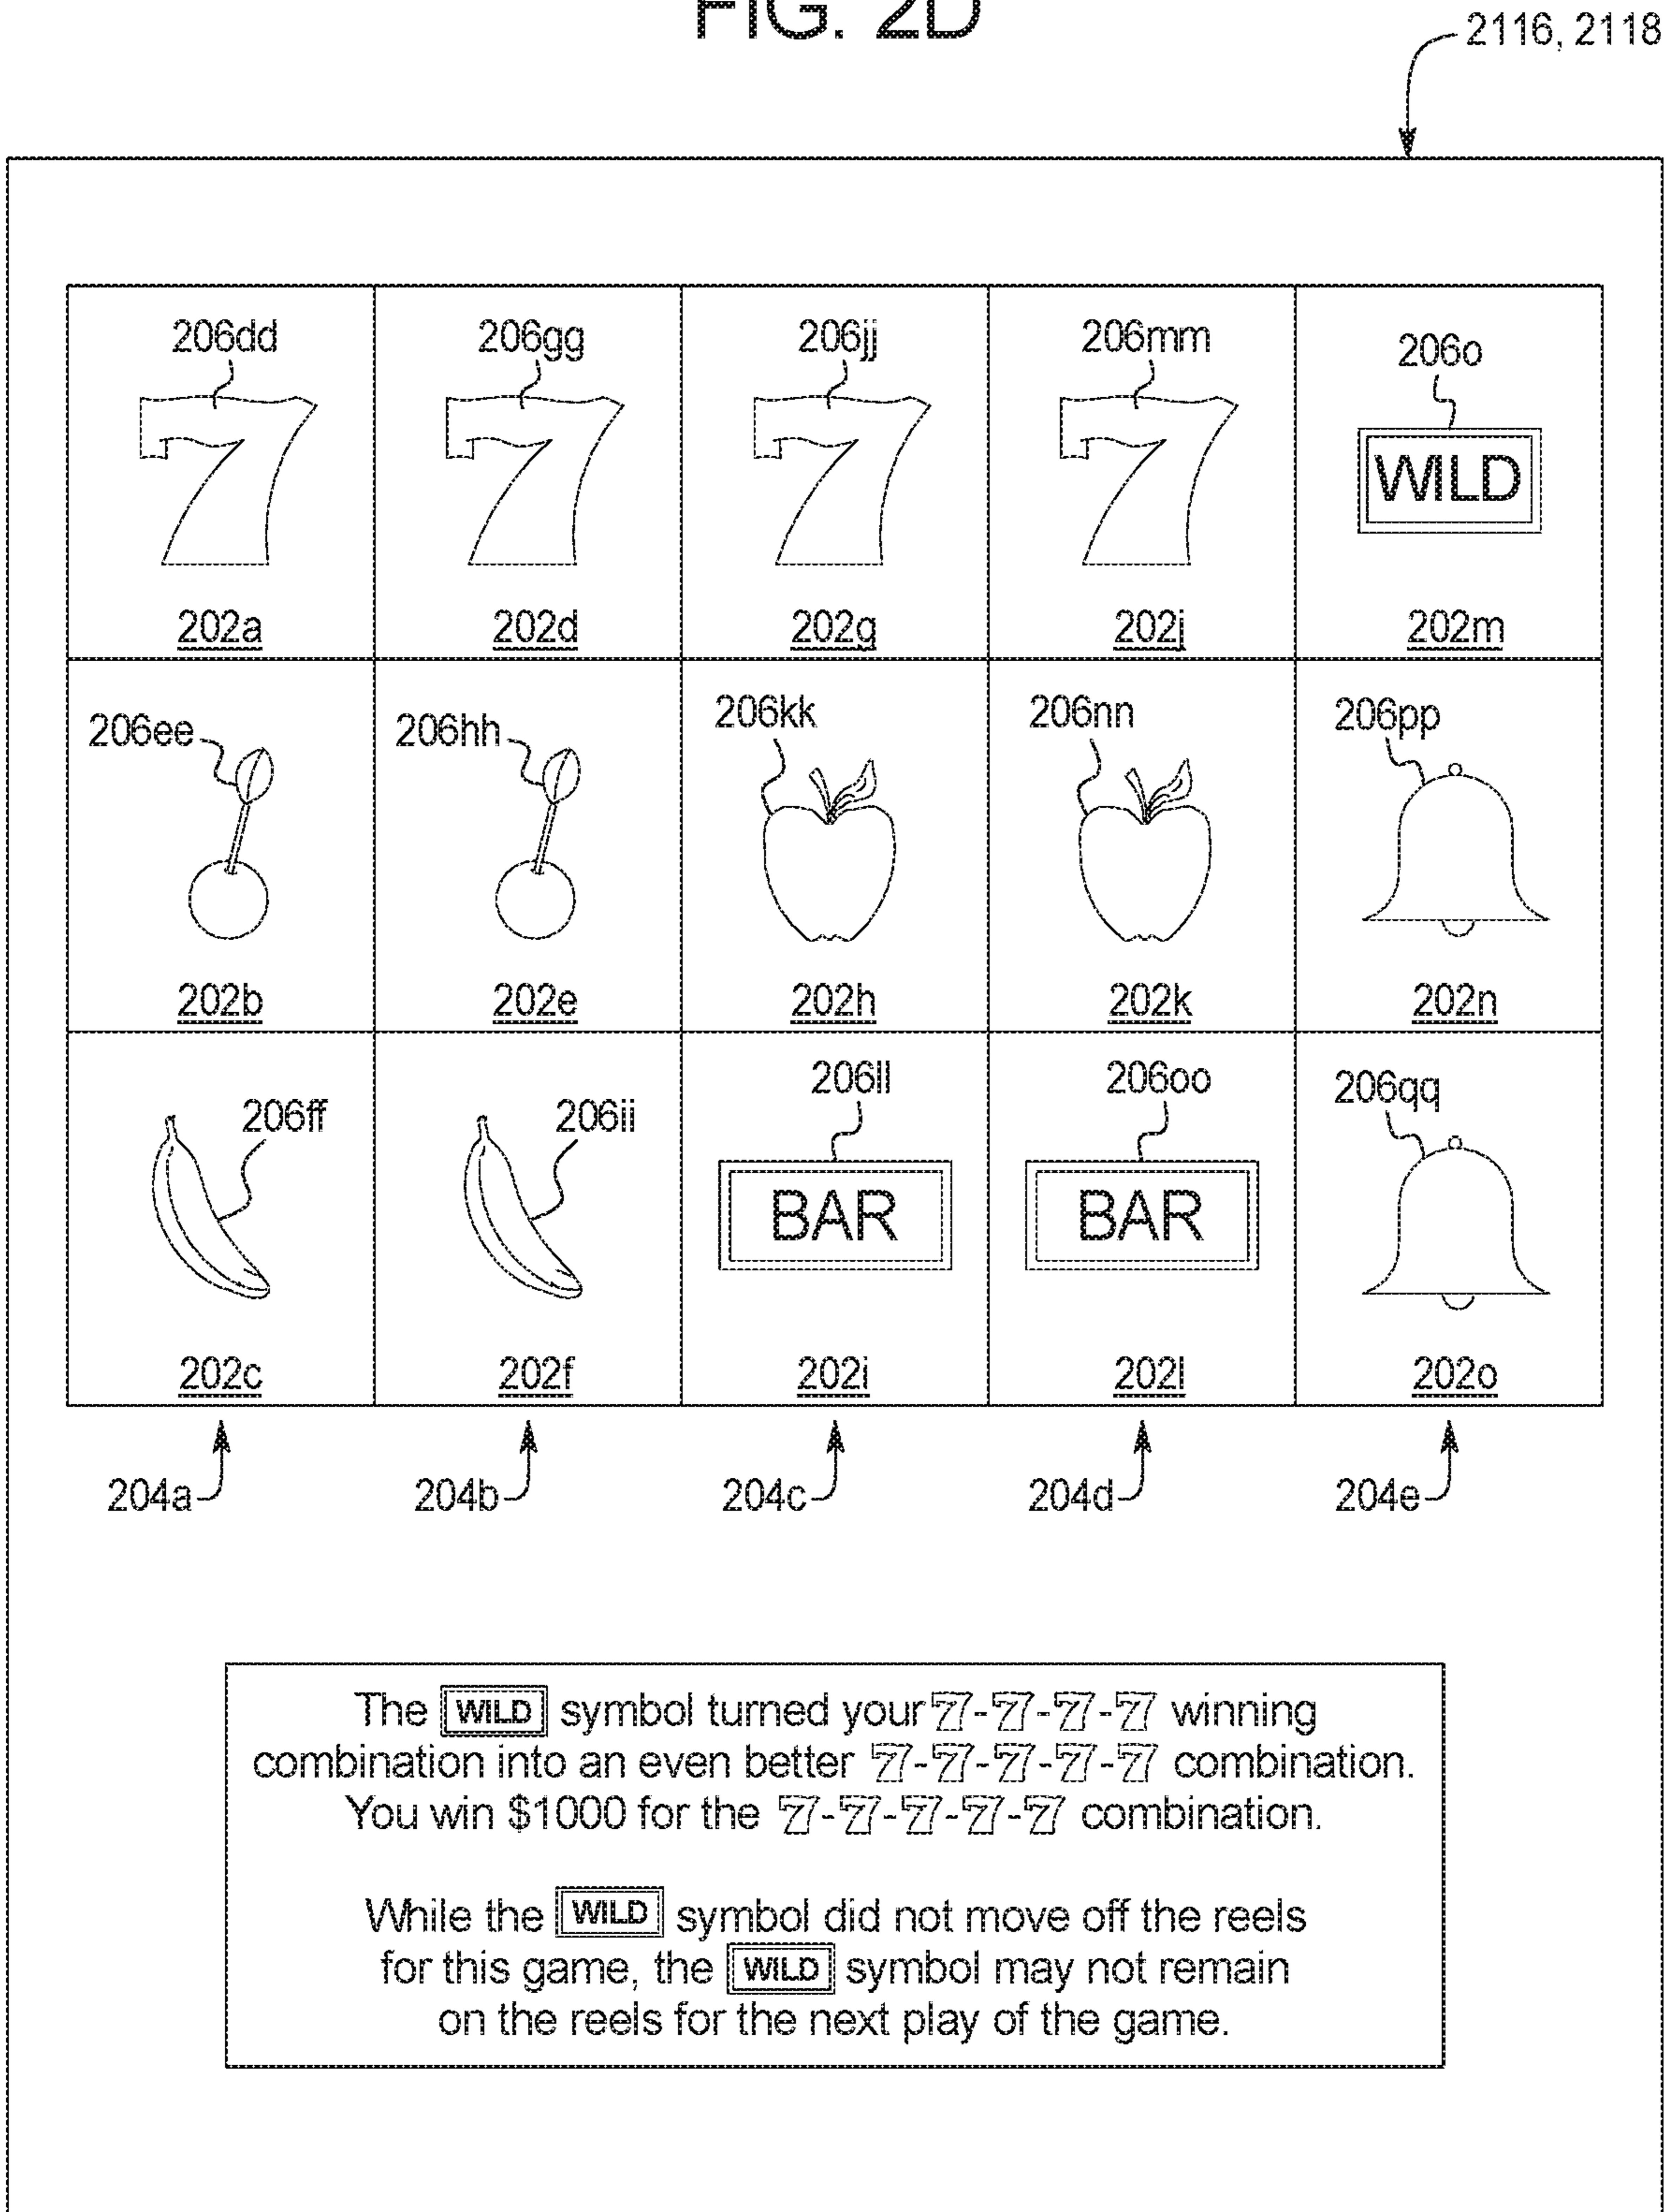 FIG. 2D
2116, 2118
206dd 206gg 206jj 206mm 206o
7 7 7 7 WILD
202a 202d 202g 202j 202m
206ee 206hh 206kk 206nn 206pp
202b 202e 202h 202k 202n
206ff 206ii 206ll 206oo 206qq
BAR BAR
202c 202f 202i 202l 202o
204a 204b 204c 204d 204e
The WILD symbol turned your 7-7-7-7 winning
combination into an even better 7-7-7-7-7 combination.
You win $1000 for the 7-7-7-7-7 combination.
While the WILD symbol did not move off the reels
for this game, the WILD symbol may not remain
on the reels for the next play of the game.